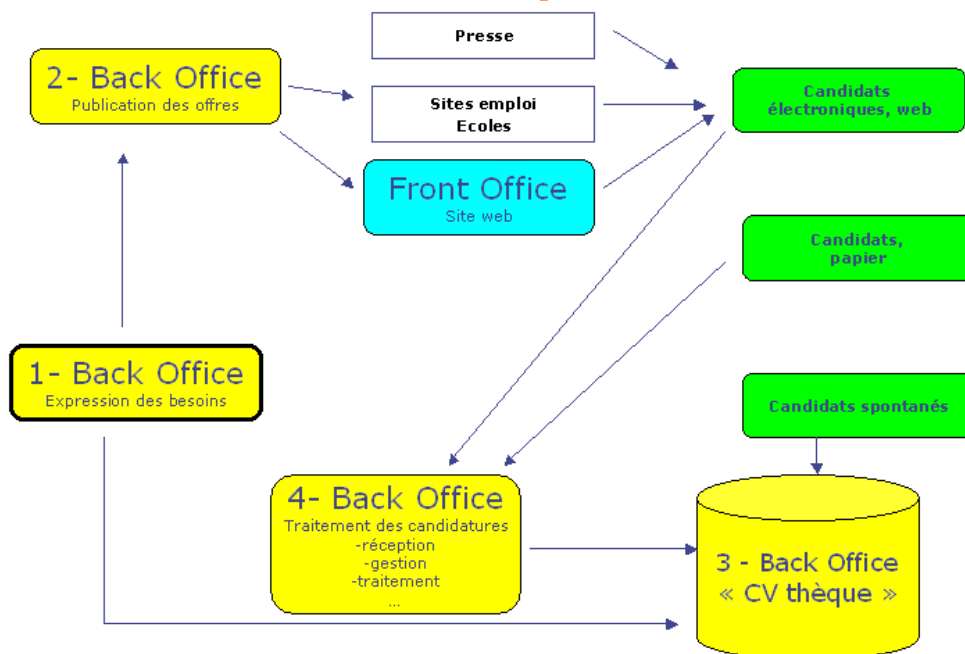 Presse
2- Back Office
Publication des offres
Sites emploi
Ecoles
Candidats
électroniques, web
Front Office
Site web
Candidats,
papier
1- Back Office
Expression des besoins
Candidats spontanés
4- Back Office
Traitement des candidatures
-réception
-gestion
-traitement
...
3 - Back Office
« CV thèque »